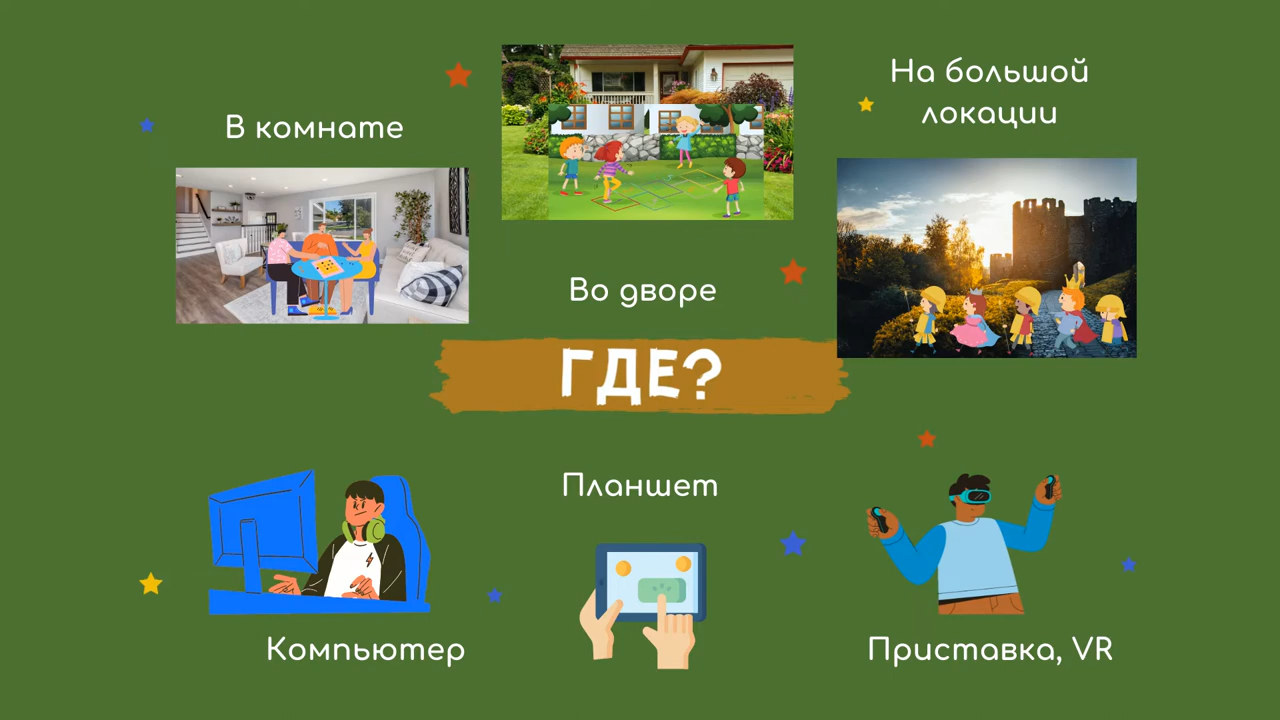 В комнате
На большой
локации
Во дворе
ГДЕ?
Планшет
Компьютер
Приставка, VR